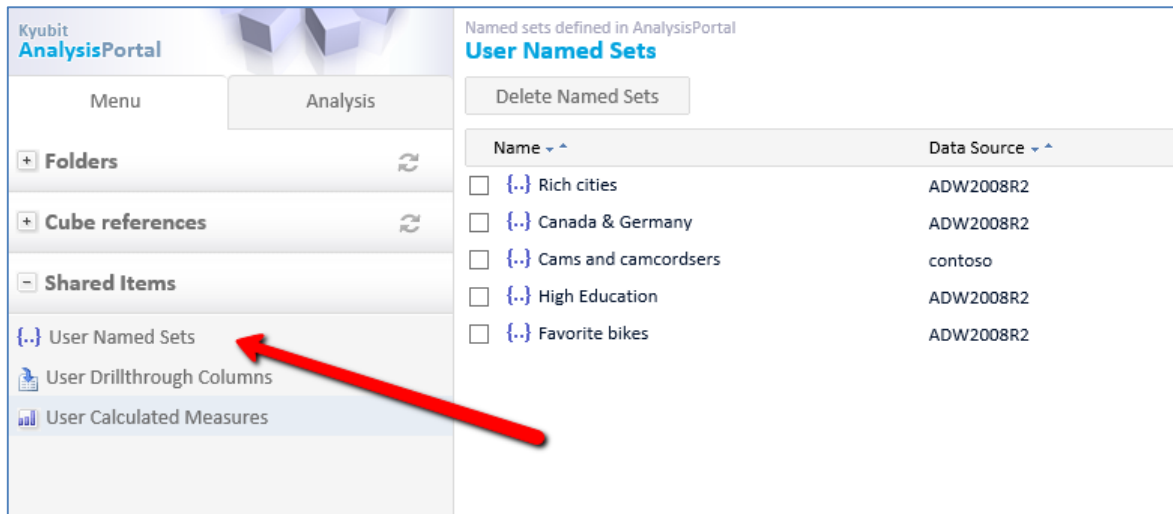 Kyubit
AnalysisPortal
Menu
Analysis
Folders
Cube references
Shared Items
{..} User Named Sets
User Drillthrough Columns
User Calculated Measures
Named sets defined in AnalysisPortal
User Named Sets
Delete Named Sets
Name Data Source
{..} Rich cities ADW2008R2
{..} Canada & Germany ADW2008R2
{..} Cams and camcordsers contoso
{..} High Education ADW2008R2
{..} Favorite bikes ADW2008R2